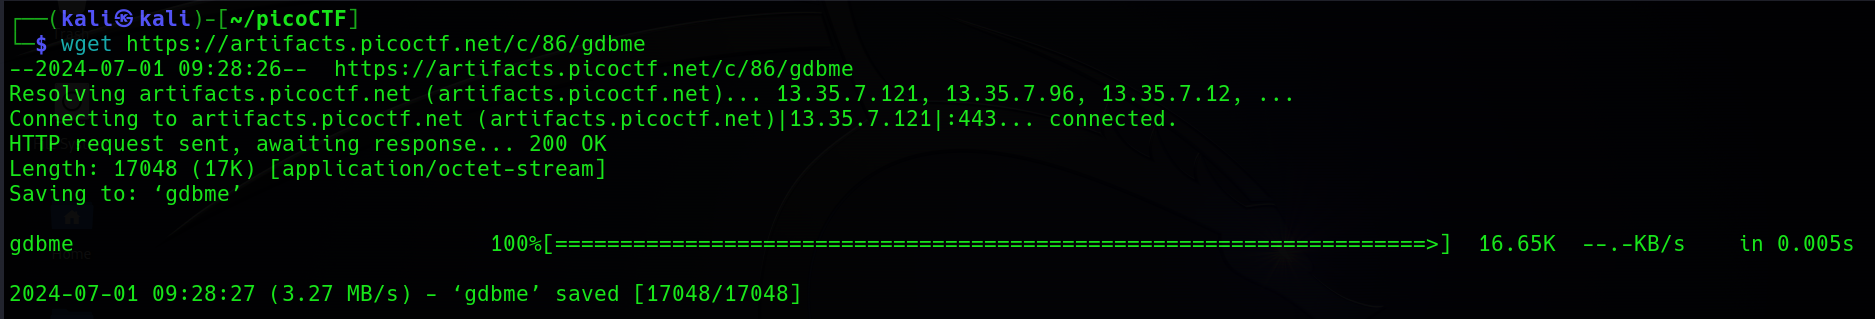 ┌──(kali㉿kali)-[~/picoCTF]
└─$ wget https://artifacts.picoctf.net/c/86/gdbme
--2024-07-01 09:28:26--  https://artifacts.picoctf.net/c/86/gdbme
Resolving artifacts.picoctf.net (artifacts.picoctf.net)... 13.35.7.121, 13.35.7.96, 13.35.7.12, ...
Connecting to artifacts.picoctf.net (artifacts.picoctf.net)|13.35.7.121|:443... connected.
HTTP request sent, awaiting response... 200 OK
Length: 17048 (17K) [application/octet-stream]
Saving to: ‘gdbme’
gdbme 100%[===================================================================>] 16.65K --.-KB/s in 0.005s
2024-07-01 09:28:27 (3.27 MB/s) - ‘gdbme’ saved [17048/17048]